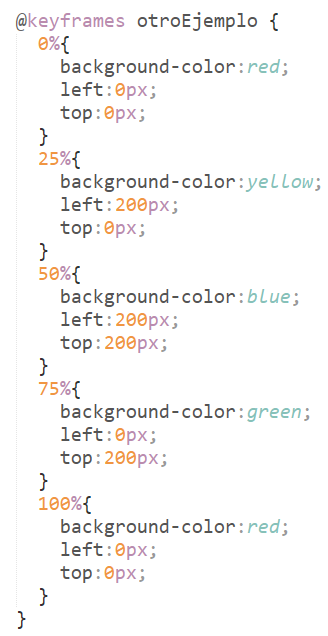 @keyframes otroEjemplo {
  0%{
    background-color:red;
    left:0px;
    top:0px;
  }
  25%{
    background-color:yellow;
    left:200px;
    top:0px;
  }
  50%{
    background-color:blue;
    left:200px;
    top:200px;
  }
  75%{
    background-color:green;
    left:0px;
    top:200px;
  }
  100%{
    background-color:red;
    left:0px;
    top:0px;
  }
}